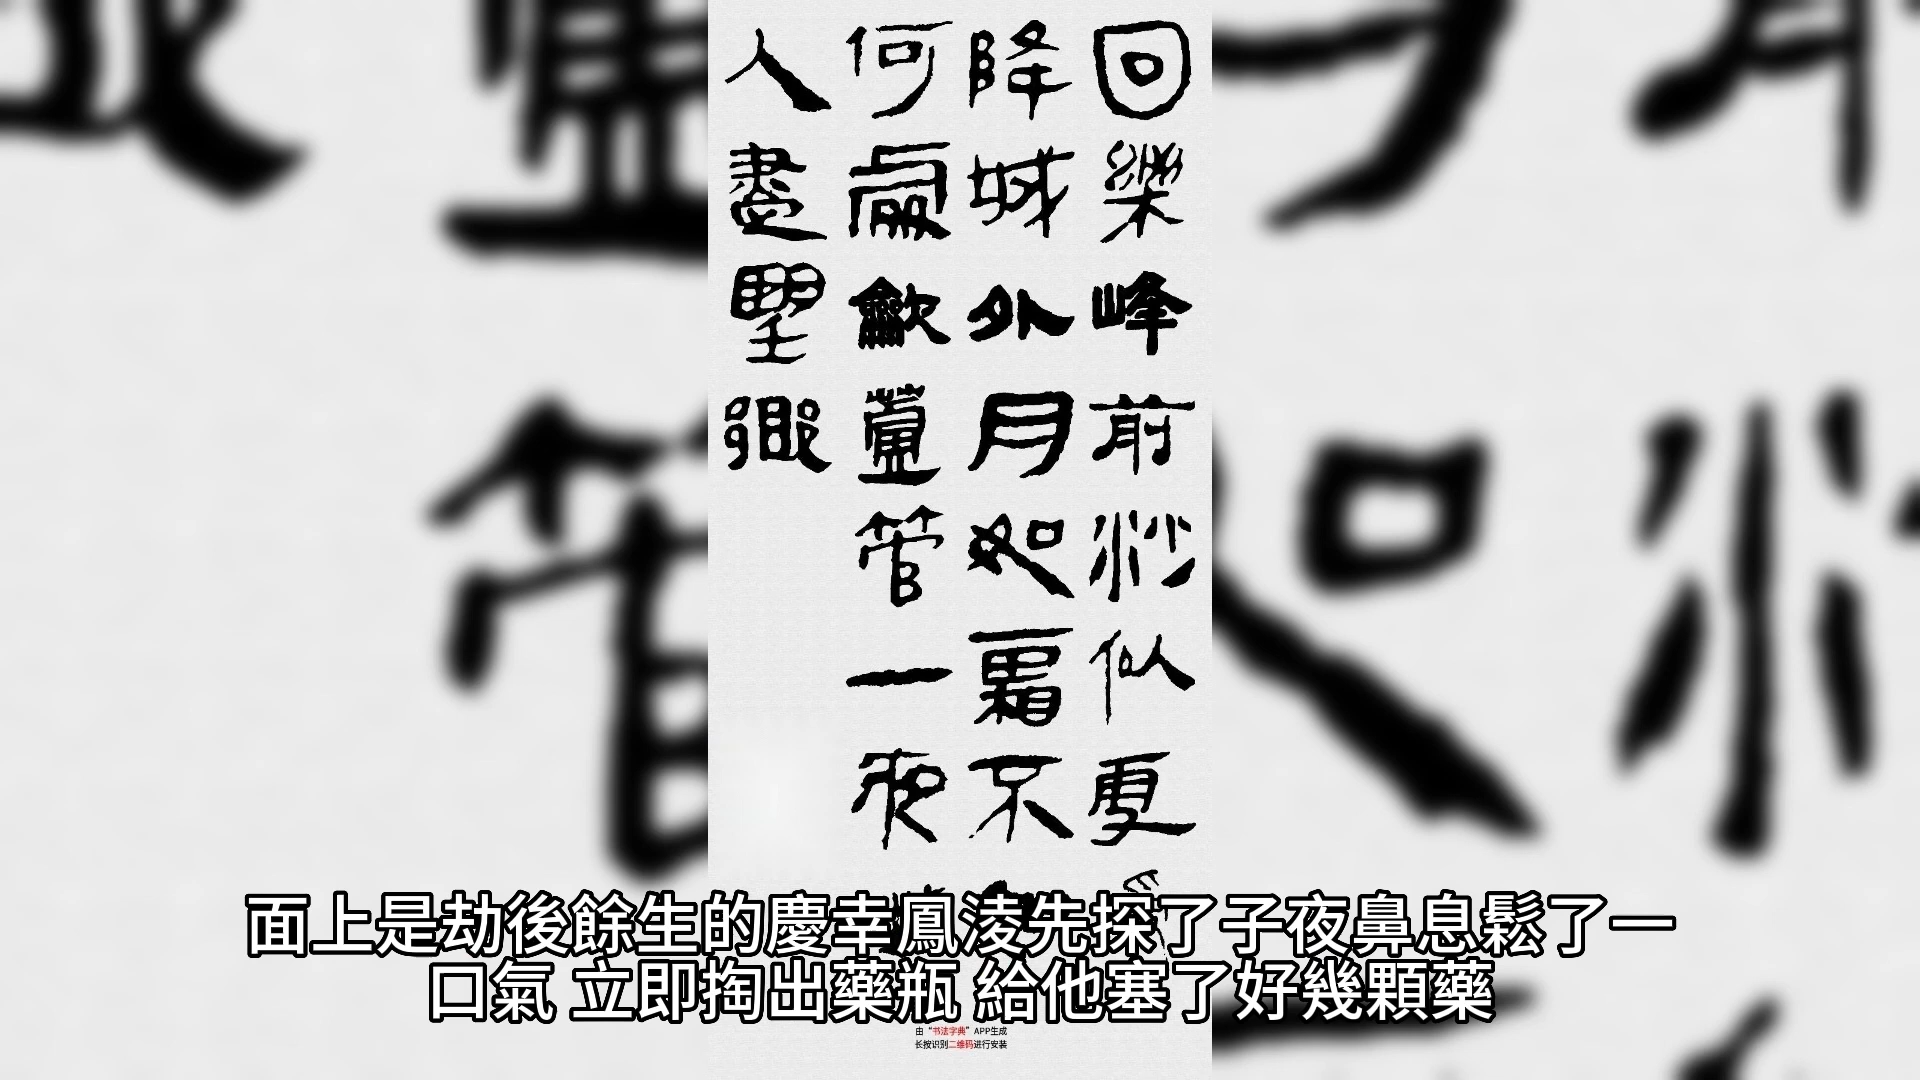 回樂峰前沙似更
降城外月如霜不
何處吹蘆管一夜
人盡望鄉
面上是劫後餘生的慶幸鳳淩先探了子夜鼻息鬆了一
口氣 立即掏出藥瓶 給他塞了好幾顆藥
由“书法字典”APP生成
长按识别二维码进行安装